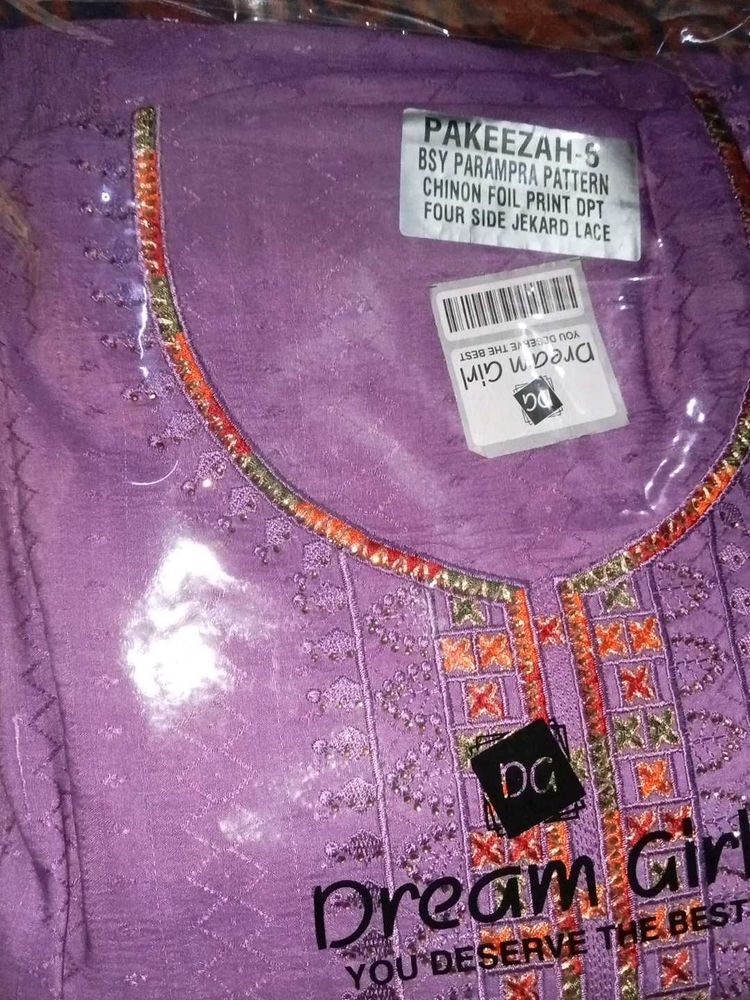 PAKEEZAH-S
BSY PARAMPRA PATTERN
CHINON FOIL PRINT DPT
FOUR SIDE JEKARD LACE
DG
Dream Girl
YOU DESERVE THE BEST
DG
Dream Girl
YOU DESERVE THE BEST